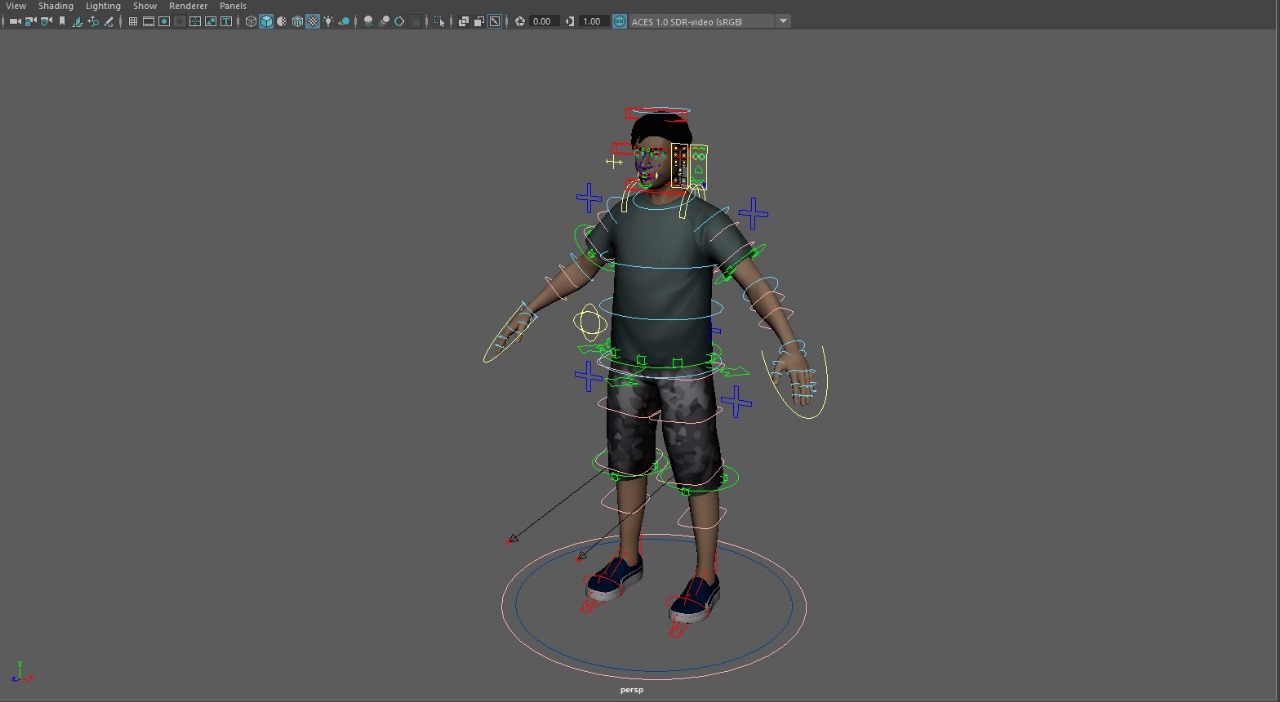 View Shading Lighting Show Renderer Panels
0.00 1.00 ACES 1.0 SDR-video (sRGB)
y
persp